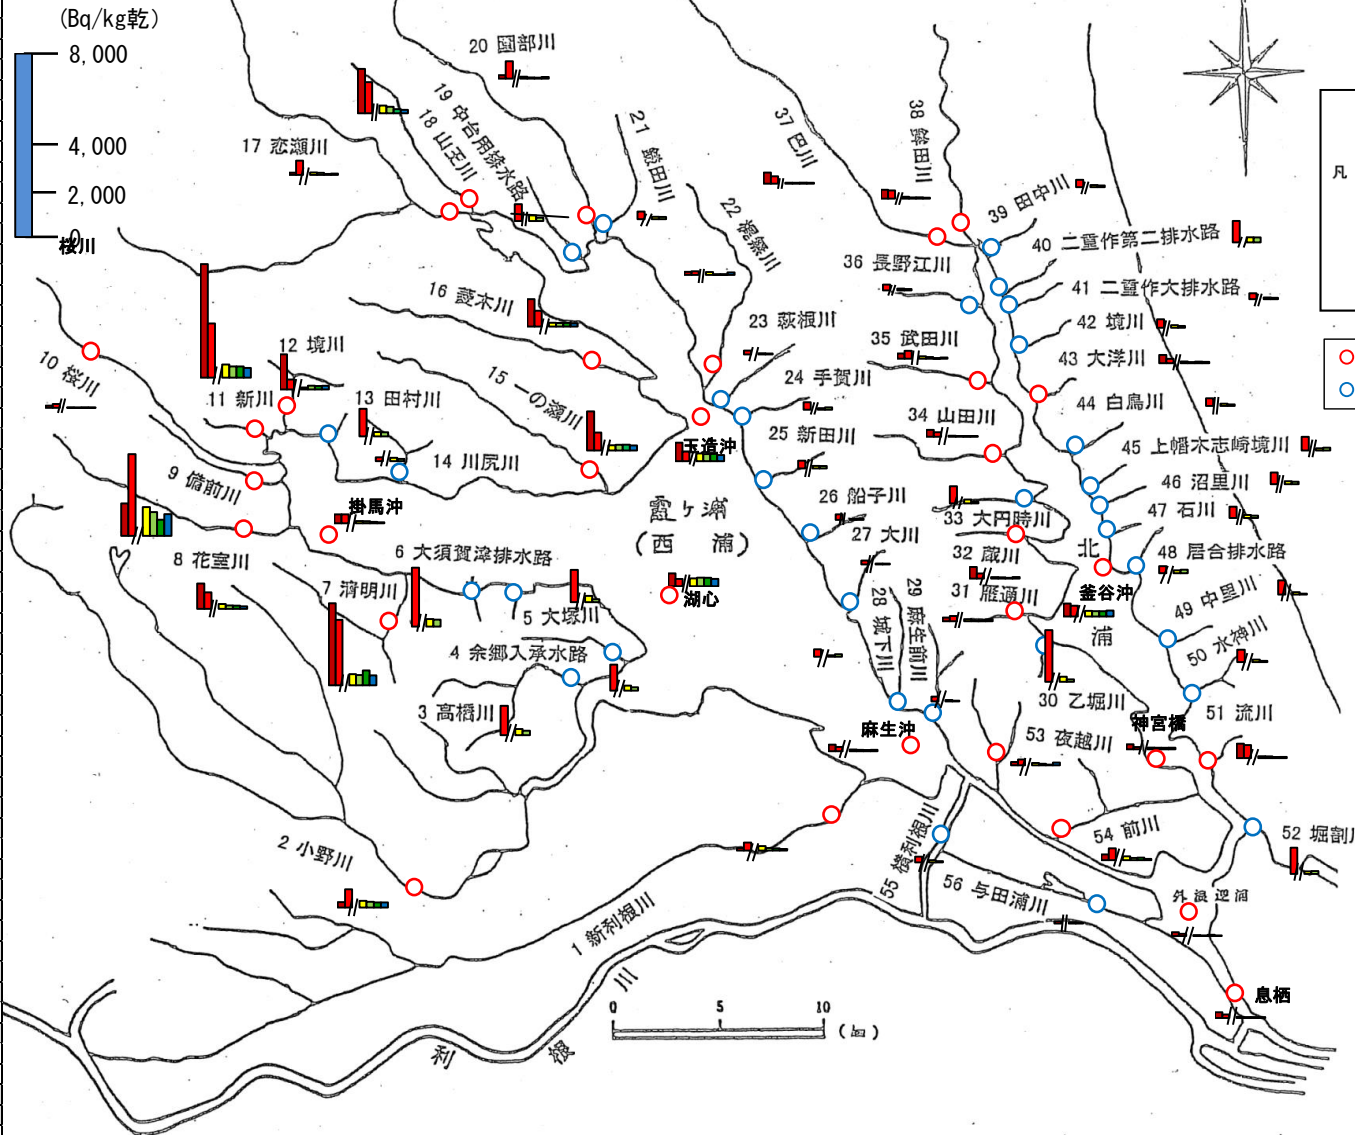 (Bq/kg乾)
8,000
4,000
2,000
0
桜川
20 園部川
19 中台用排水路
18 山王川
17 恋瀬川
21 鎌田川
22 梶無川
37 巴川
38 鉾田川
39 田中川
40 二重作第二排水路
41 二重作大排水路
42 境川
43 大洋川
44 白鳥川
45 上幡木志崎境川
46 沼里川
47 石川
48 居合排水路
49 中里川
50 水神川
51 流川
52 堀割川
36 長野江川
35 武田川
34 山田川
33 大円時川
32 蔵川
31 雁通川
30 乙堀川
16 菱木川
15 一の瀬川
23 萩根川
24 手賀川
25 新田川
26 船子川
27 大川
28 城下川
29 麻生前川
10 桜川
11 新川
12 境川
13 田村川
14 川尻川
9 備前川
8 花室川
7 清明川
6 大須賀津排水路
5 大塚川
4 余郷入承水路
3 高橋川
2 小野川
1 新利根川
玉造沖
掛馬沖
霞ヶ浦
(西 浦)
湖心
麻生沖
北
釜谷沖
浦
神宮橋
53 夜越川
54 前川
55 横利根川
56 与田浦川
外浪逆浦
息栖
利
根
川
0 5 10
(㎞)
凡